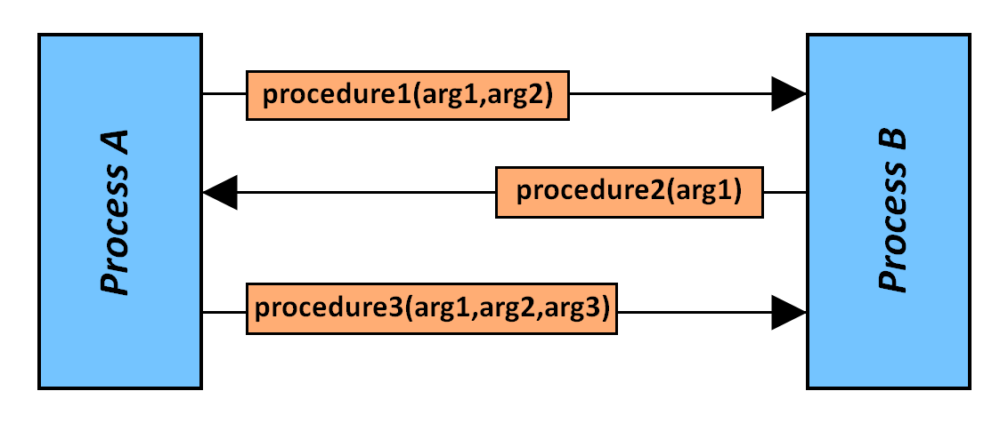 Process A
procedure1(arg1,arg2)
procedure2(arg1)
procedure3(arg1,arg2,arg3)
Process B